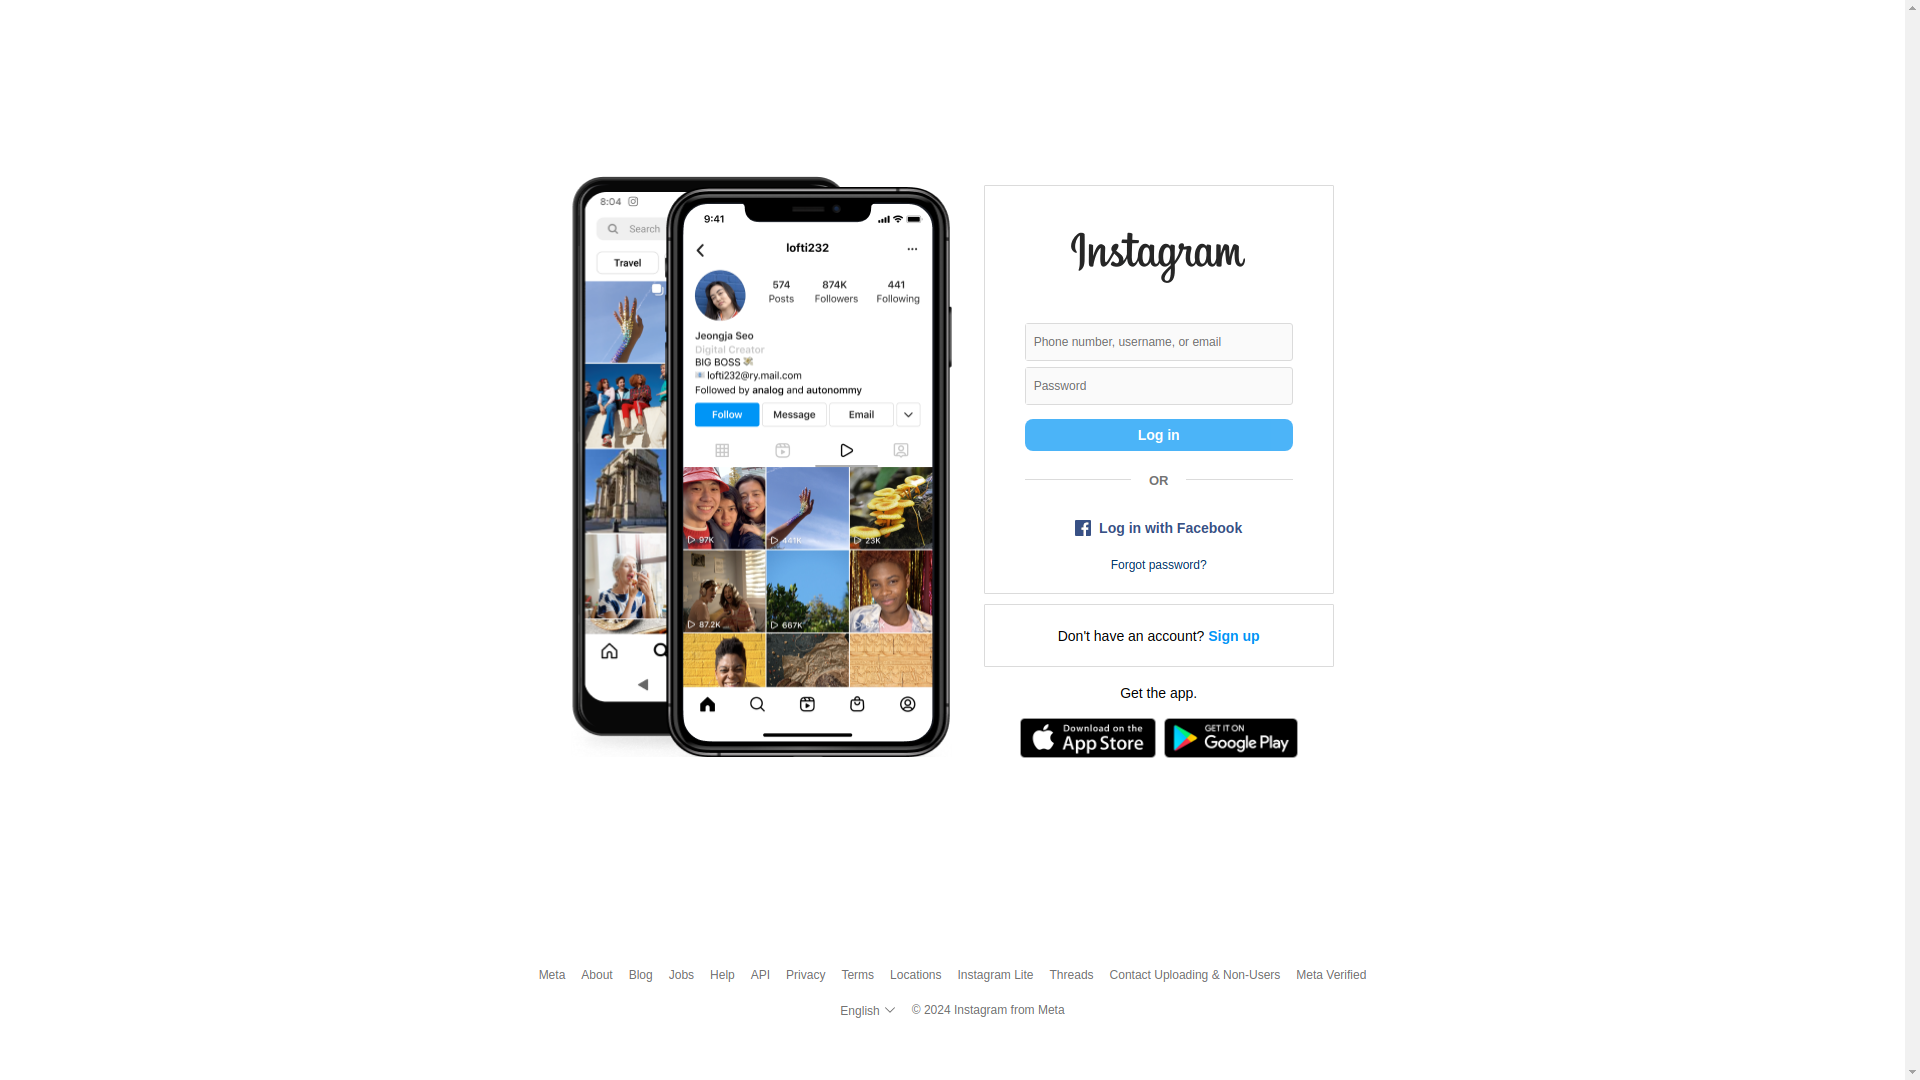 8:04
Search
Travel
9:41
lofti232
574 874K 441
Posts Followers Following
Jeongja Seo
Digital Creator
BIG BOSS
lofti232@ry.mail.com
Followed by analog and autonommy
Follow Message Email
97K 441K 23K
87.2K 667K
Instagram
Phone number, username, or email
Password
Log in
OR
Log in with Facebook
Forgot password?
Don't have an account? Sign up
Get the app.
Download on the
App Store
GET IT ON
Google Play
Meta About Blog Jobs Help API Privacy Terms Locations Instagram Lite Threads Contact Uploading & Non-Users Meta Verified
English © 2024 Instagram from Meta